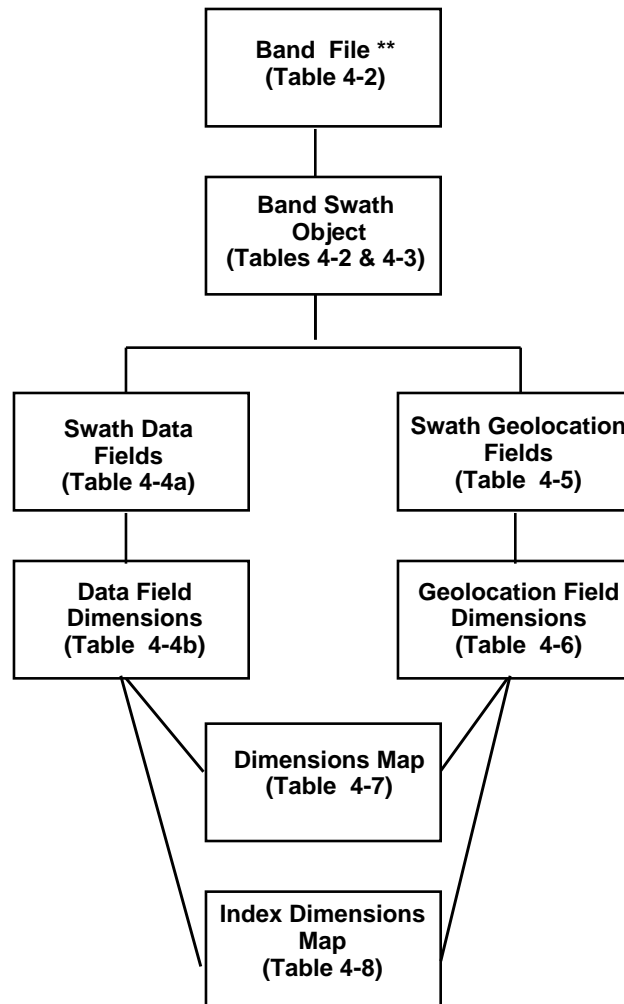 Band File **
(Table 4-2)
Band Swath
Object
(Tables 4-2 & 4-3)
Swath Data
Fields
(Table 4-4a)
Swath Geolocation
Fields
(Table 4-5)
Data Field
Dimensions
(Table 4-4b)
Geolocation Field
Dimensions
(Table 4-6)
Dimensions Map
(Table 4-7)
Index Dimensions
Map
(Table 4-8)